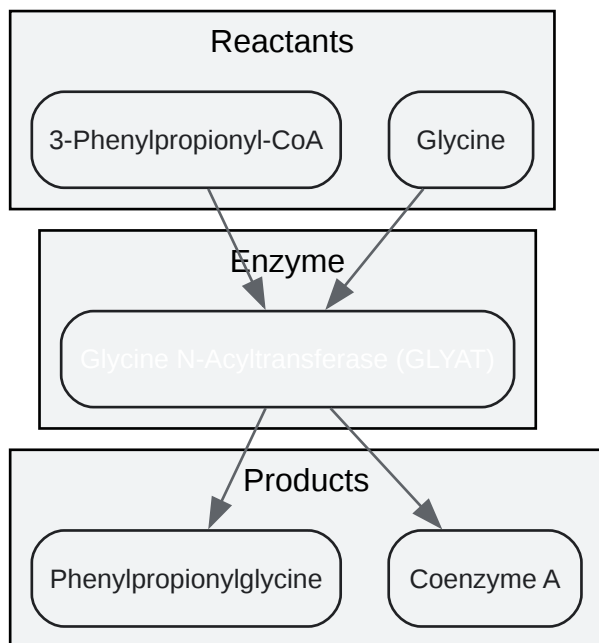 Reactants
3-Phenylpropionyl-CoA
Glycine
Enzyme
Glycine N-Acyltransferase (GLYAT)
Products
Phenylpropionylglycine
Coenzyme A